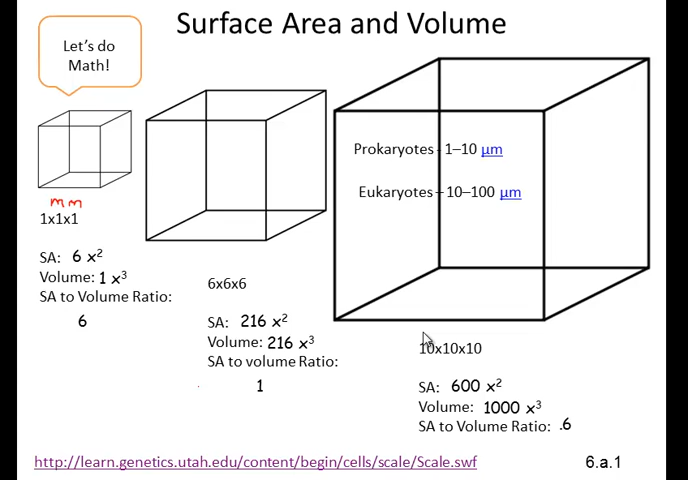 Surface Area and Volume
Let's do
Math!
Prokaryotes - 1–10 µm
Eukaryotes – 10–100 µm
mm
1x1x1
SA: 6 x²
Volume: 1 x³
SA to Volume Ratio:
6
6x6x6
SA: 216 x²
Volume: 216 x³
SA to volume Ratio:
1
10x10x10
SA: 600 x²
Volume: 1000 x³
SA to Volume Ratio: .6
http://learn.genetics.utah.edu/content/begin/cells/scale/Scale.swf
6.a.1